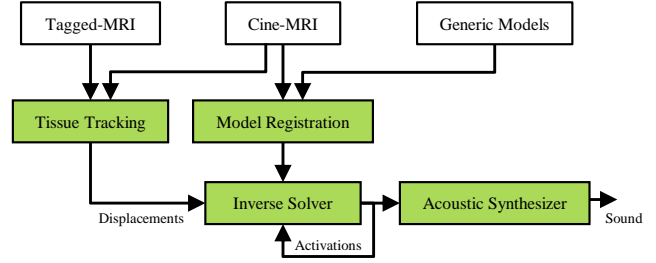 Tagged-MRI
Cine-MRI
Generic Models
Tissue Tracking
Model Registration
Inverse Solver
Acoustic Synthesizer
Displacements
Activations
Sound